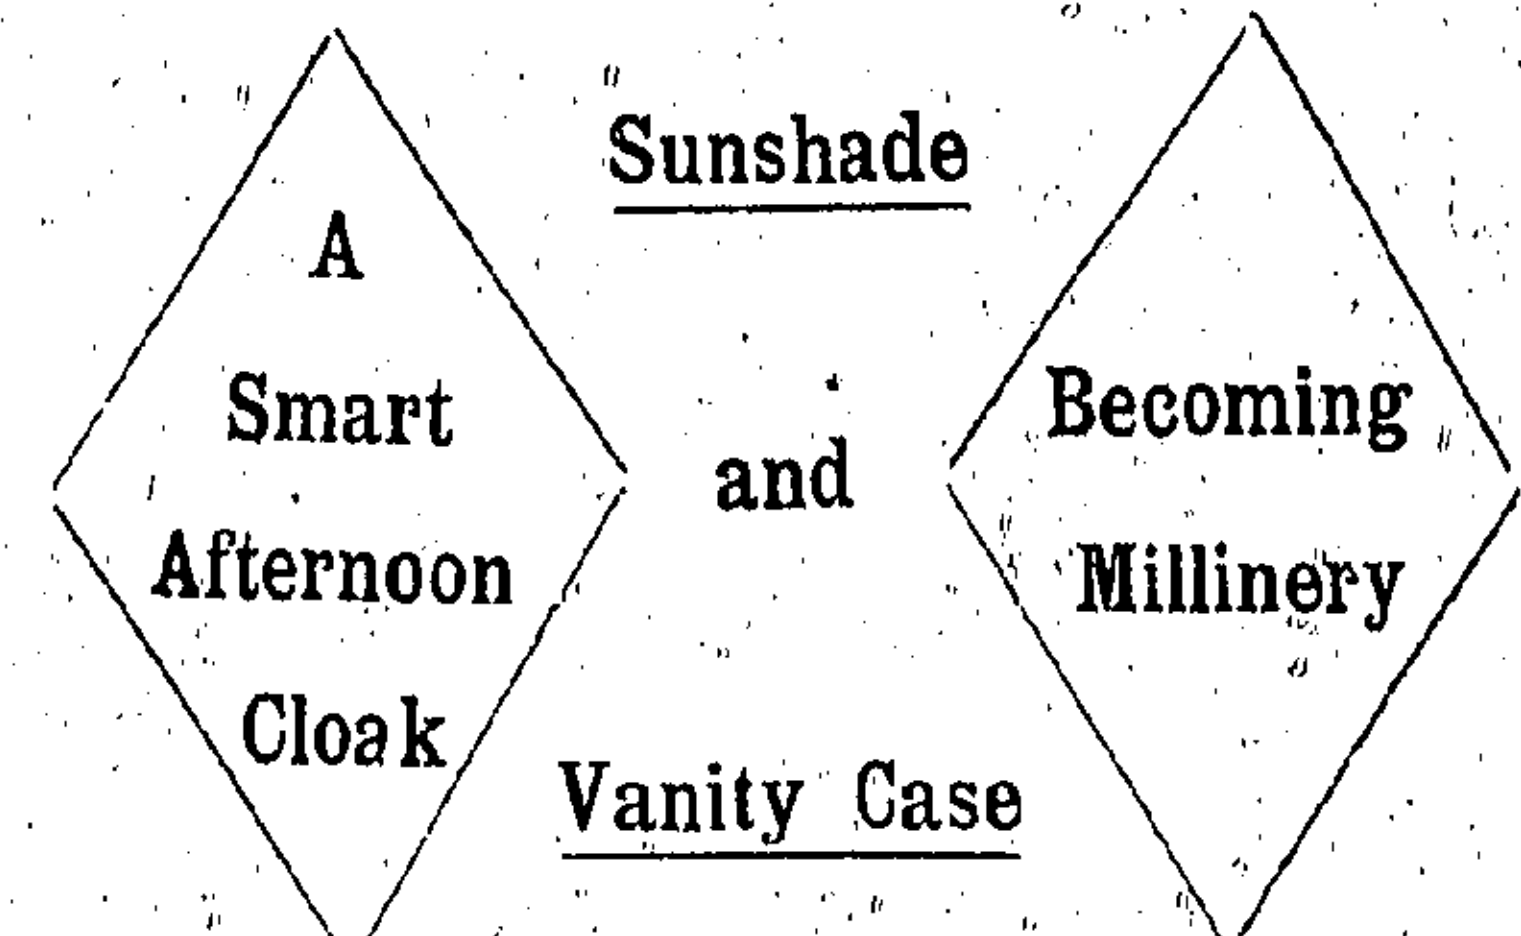 A
Smart
Afternoon
Cloak
Sunshade
and
Vanity Case
Becoming
Millinery